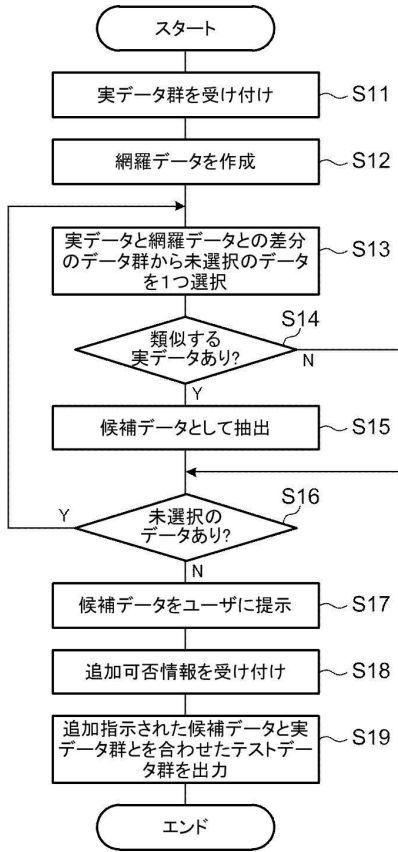 スタート
実データ群を受け付け
S11
網羅データを作成
S12
実データと網羅データとの差分
のデータ群から未選択のデータ
を1つ選択
S13
類似する
実データあり?
S14
N
Y
候補データとして抽出
S15
未選択の
データあり?
S16
Y
N
候補データをユーザに提示
S17
追加可否情報を受け付け
S18
追加指示された候補データと実
データ群とを合わせたテストデー
タ群を出力
S19
エンド